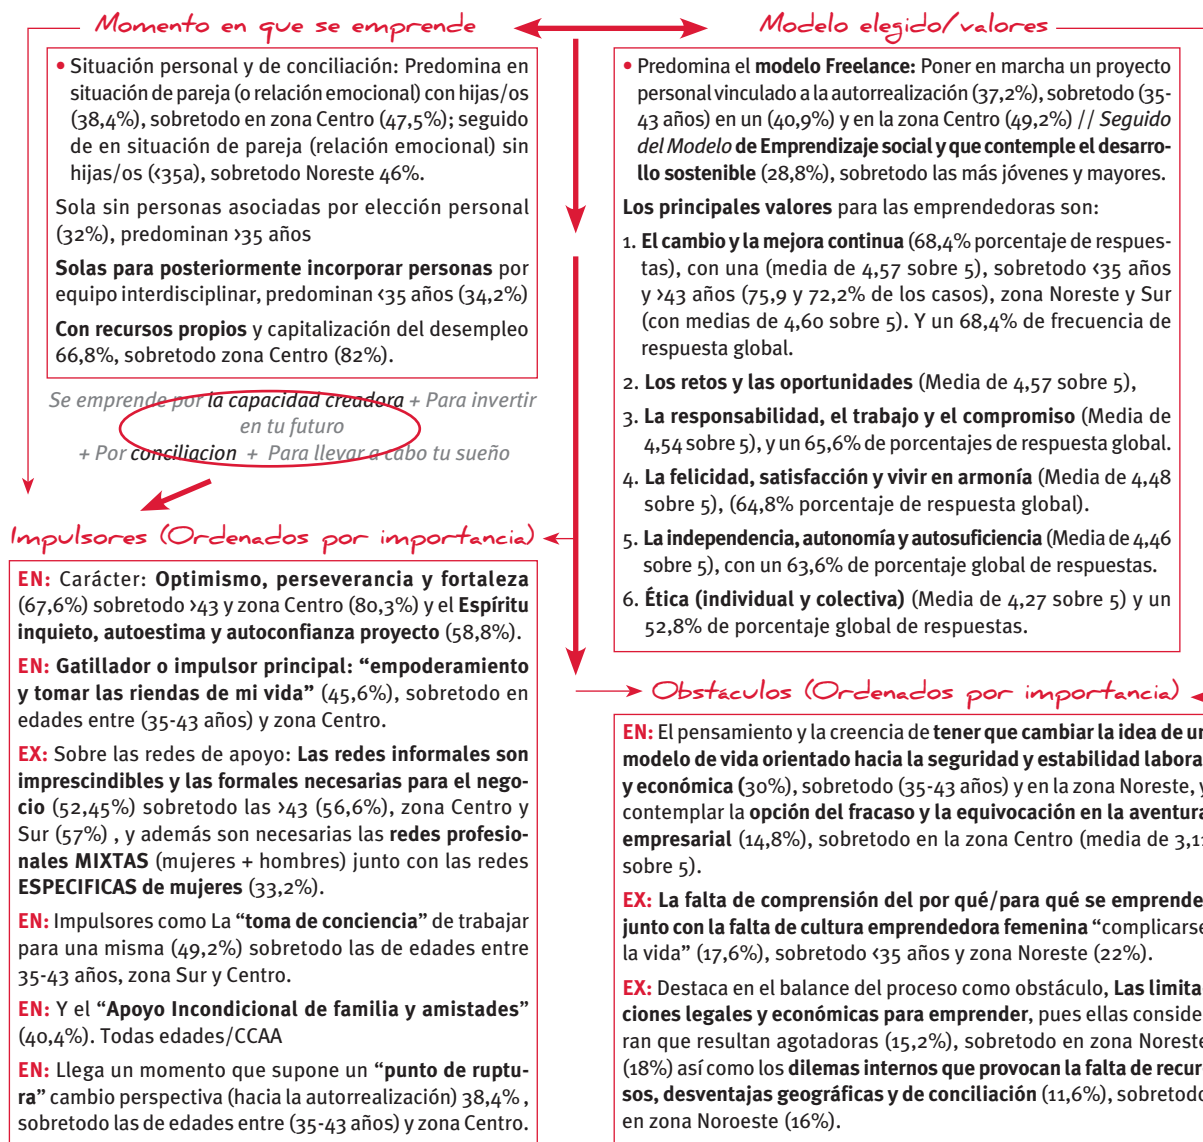 Momento en que se emprende
• Situación personal y de conciliación: Predomina en
situación de pareja (o relación emocional) con hijas/os
(38,4%), sobretodo en zona Centro (47,5%); seguido
de en situación de pareja (relación emocional) sin
hijas/os (<35a), sobretodo Noreste 46%.
Sola sin personas asociadas por elección personal
(32%), predominan >35 años
Solas para posteriormente incorporar personas por
equipo interdisciplinar, predominan <35 años (34,2%)
Con recursos propios y capitalización del desempleo
66,8%, sobretodo zona Centro (82%).
Se emprende por la capacidad creadora + Para invertir
en tu futuro
+ Por conciliacion + Para llevar a cabo tu sueño
Impulsores (Ordenados por importancia)
EN: Carácter: Optimismo, perseverancia y fortaleza
(67,6%) sobretodo >43 y zona Centro (80,3%) y el Espíritu
inquieto, autoestima y autoconfianza proyecto (58,8%).
EN: Gatillador o impulsor principal: “empoderamiento
y tomar las riendas de mi vida” (45,6%), sobretodo en
edades entre (35-43 años) y zona Centro.
EX: Sobre las redes de apoyo: Las redes informales son
imprescindibles y las formales necesarias para el nego-
cio (52,45%) sobretodo las >43 (56,6%), zona Centro y
Sur (57%) , y además son necesarias las redes profesio-
nales MIXTAS (mujeres + hombres) junto con las redes
ESPECIFICAS de mujeres (33,2%).
EN: Impulsores como La “toma de conciencia” de trabajar
para una misma (49,2%) sobretodo las de edades entre
35-43 años, zona Sur y Centro.
EN: Y el “Apoyo Incondicional de familia y amistades”
(40,4%). Todas edades/CCAA
EN: Llega un momento que supone un “punto de ruptu-
ra” cambio perspectiva (hacia la autorrealización) 38,4% ,
sobretodo las de edades entre (35-43 años) y zona Centro.
Modelo elegido/valores
• Predomina el modelo Freelance: Poner en marcha un proyecto
personal vinculado a la autorrealización (37,2%), sobretodo (35-
43 años) en un (40,9%) y en la zona Centro (49,2%) // Seguido
del Modelo de Emprendizaje social y que contemple el desarro-
llo sostenible (28,8%), sobretodo las más jóvenes y mayores.
Los principales valores para las emprendedoras son:
1. El cambio y la mejora continua (68,4% porcentaje de respues-
tas), con una (media de 4,57 sobre 5), sobretodo <35 años
y >43 años (75,9 y 72,2% de los casos), zona Noreste y Sur
(con medias de 4,60 sobre 5). Y un 68,4% de frecuencia de
respuesta global.
2. Los retos y las oportunidades (Media de 4,57 sobre 5),
3. La responsabilidad, el trabajo y el compromiso (Media de
4,54 sobre 5), y un 65,6% de porcentajes de respuesta global.
4. La felicidad, satisfacción y vivir en armonía (Media de 4,48
sobre 5), (64,8% porcentaje de respuesta global).
5. La independencia, autonomía y autosuficiencia (Media de 4,46
sobre 5), con un 63,6% de porcentaje global de respuestas.
6. Ética (individual y colectiva) (Media de 4,27 sobre 5) y un
52,8% de porcentaje global de respuestas.
Obstáculos (Ordenados por importancia)
EN: El pensamiento y la creencia de tener que cambiar la idea de un
modelo de vida orientado hacia la seguridad y estabilidad labora
y económica (30%), sobretodo (35-43 años) y en la zona Noreste, y
contemplar la opción del fracaso y la equivocación en la aventura
empresarial (14,8%), sobretodo en la zona Centro (media de 3,1
sobre 5).
EX: La falta de comprensión del por qué/para qué se emprende
junto con la falta de cultura emprendedora femenina “complicarse
la vida” (17,6%), sobretodo <35 años y zona Noreste (22%).
EX: Destaca en el balance del proceso como obstáculo, Las limita
ciones legales y económicas para emprender, pues ellas conside
ran que resultan agotadoras (15,2%), sobretodo en zona Noreste
(18%) así como los dilemas internos que provocan la falta de recur
sos, desventajas geográficas y de conciliación (11,6%), sobretodo
en zona Noroeste (16%).